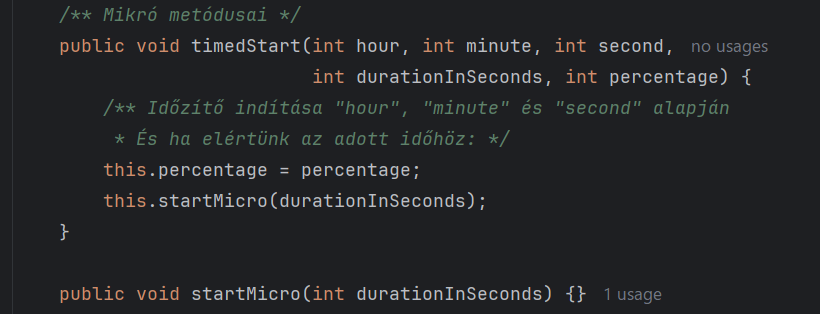 /** Mikró metódusai */
public void timedStart(int hour, int minute, int second, no usages
int durationInSeconds, int percentage) {
/** Időzítő indítása "hour", "minute" és "second" alapján
* És ha elértünk az adott időhöz: */
this.percentage = percentage;
this.startMicro(durationInSeconds);
}
public void startMicro(int durationInSeconds) {} 1 usage